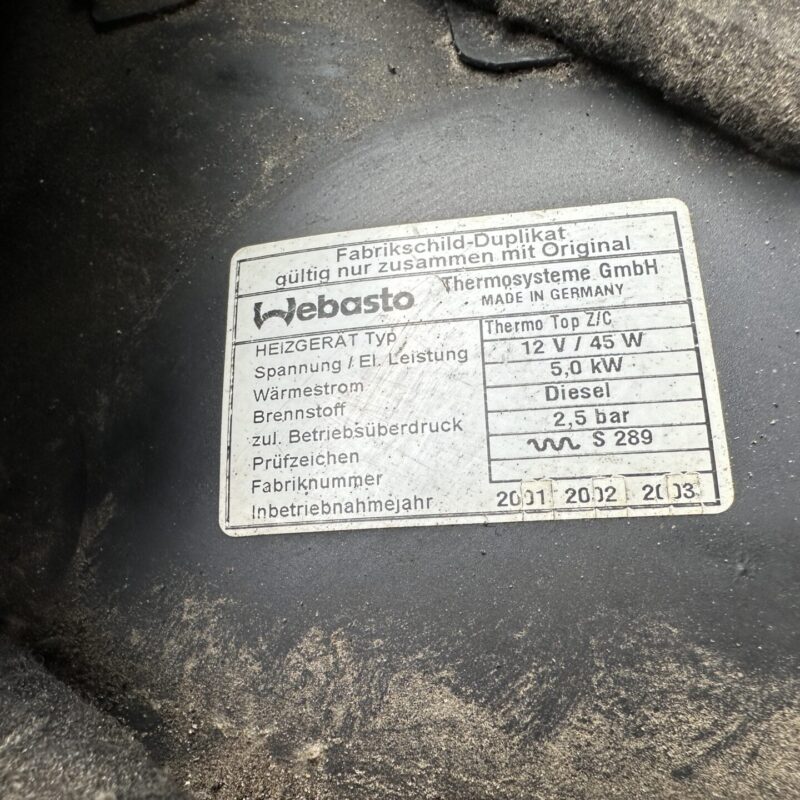 Fabrikschild-Duplikat
gültig nur zusammen mit Original
Webasto Thermosysteme GmbH
MADE IN GERMANY
HEIZGERÄT Typ Thermo Top Z/C
Spannung / El. Leistung 12 V / 45 W
Wärmestrom 5,0 kW
Brennstoff Diesel
zul. Betriebsüberdruck 2,5 bar
Prüfzeichen S 289
Fabriknummer
Inbetriebnahmejahr 2001 2002 2003